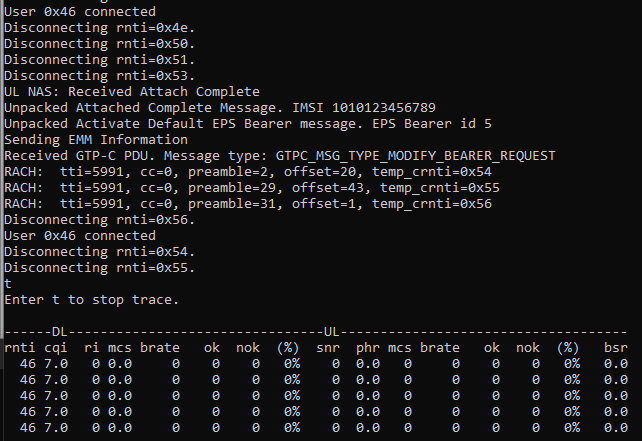 User 0x46 connected
Disconnecting rnti=0x4e.
Disconnecting rnti=0x50.
Disconnecting rnti=0x51.
Disconnecting rnti=0x53.
UL NAS: Received Attach Complete
Unpacked Attached Complete Message. IMSI 1010123456789
Unpacked Activate Default EPS Bearer message. EPS Bearer id 5
Sending EMM Information
Received GTP-C PDU. Message type: GTPC_MSG_TYPE_MODIFY_BEARER_REQUEST
RACH:  tti=5991, cc=0, preamble=2, offset=20, temp_crnti=0x54
RACH:  tti=5991, cc=0, preamble=29, offset=43, temp_crnti=0x55
RACH:  tti=5991, cc=0, preamble=31, offset=1, temp_crnti=0x56
Disconnecting rnti=0x56.
User 0x46 connected
Disconnecting rnti=0x54.
Disconnecting rnti=0x55.
t
Enter t to stop trace.
------DL--------------------------------UL------------------------------------
rnti cqi  ri mcs brate   ok  nok  (%)  snr  phr mcs brate   ok  nok  (%)   bsr
  46 7.0   0 0.0     0    0    0   0%    0  0.0   0     0    0    0   0%   0.0
  46 7.0   0 0.0     0    0    0   0%    0  0.0   0     0    0    0   0%   0.0
  46 7.0   0 0.0     0    0    0   0%    0  0.0   0     0    0    0   0%   0.0
  46 7.0   0 0.0     0    0    0   0%    0  0.0   0     0    0    0   0%   0.0
  46 7.0   0 0.0     0    0    0   0%    0  0.0   0     0    0    0   0%   0.0